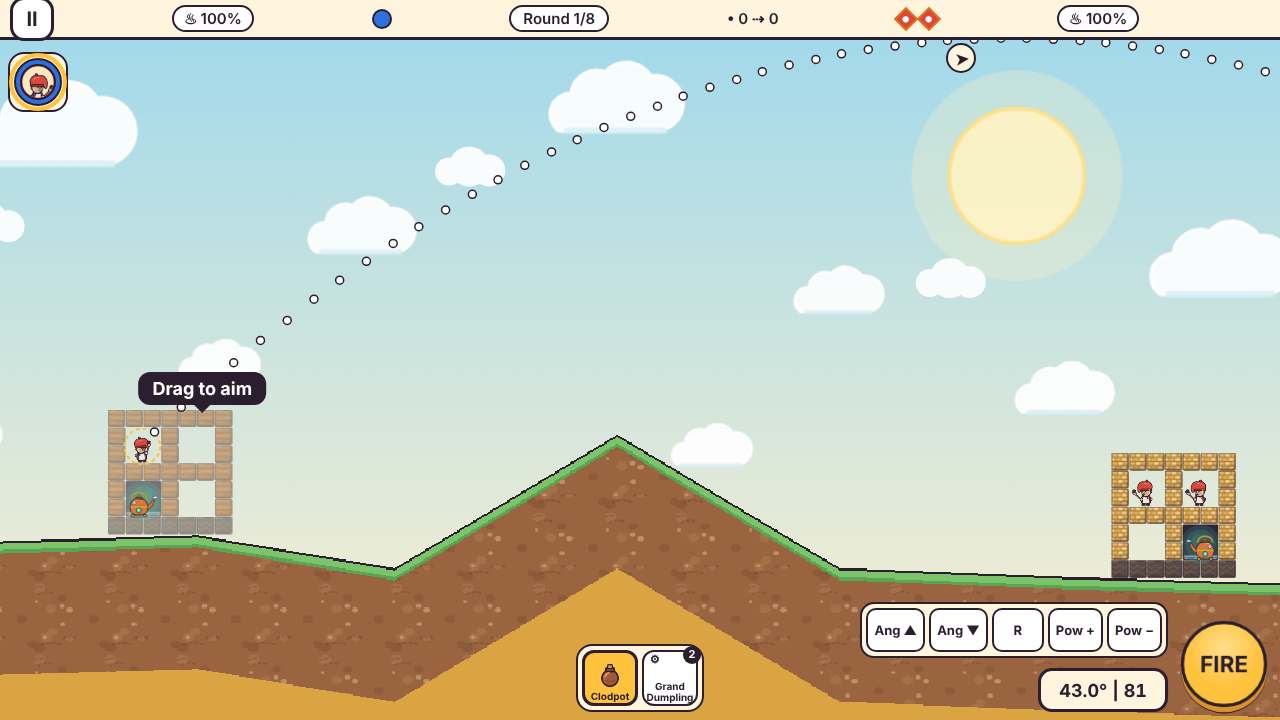 100%
Round 1/8
• 0 ⇢ 0
100%
Drag to aim
Ang ▲
Ang ▼
R
Pow +
Pow −
FIRE
43.0° | 81
Clodpot
2
Grand
Dumpling